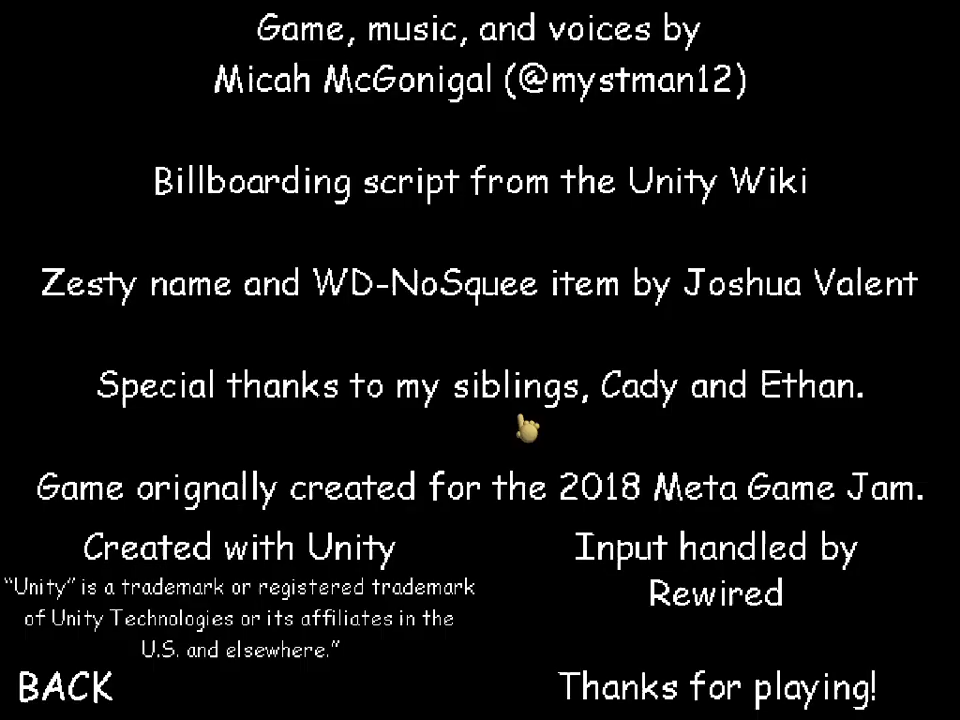 Game, music, and voices by
Micah McGonigal (@mystman12)
Billboarding script from the Unity Wiki
Zesty name and WD-NoSquee item by Joshua Valent
Special thanks to my siblings, Cady and Ethan.
Game orignally created for the 2018 Meta Game Jam.
Created with Unity
“Unity” is a trademark or registered trademark
of Unity Technologies or its affiliates in the
U.S. and elsewhere.”
Input handled by
Rewired
BACK
Thanks for playing!